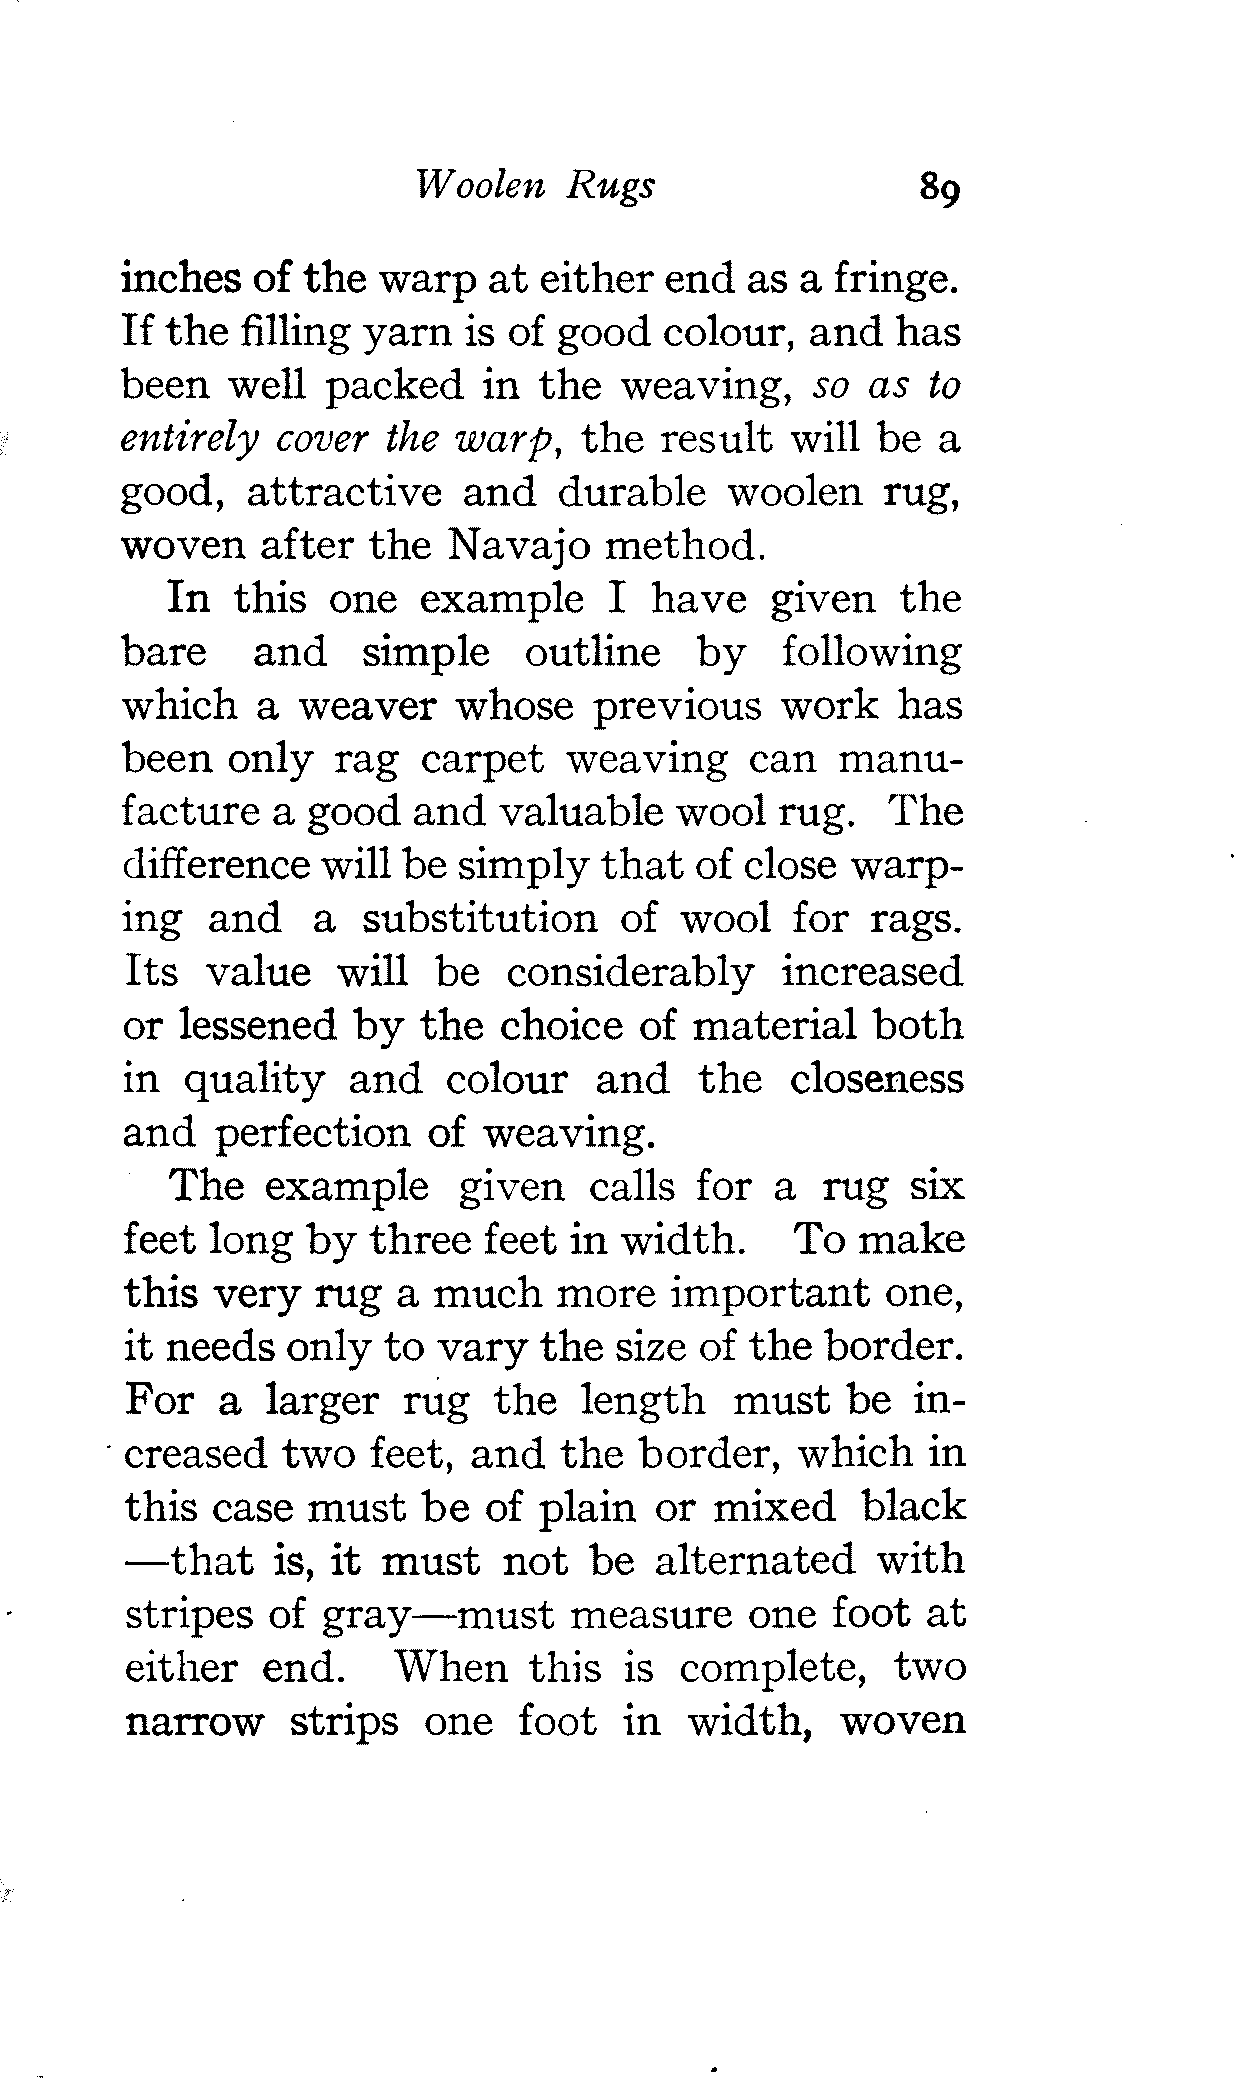 Woolen Rugs 89
inches of the warp at either end as a fringe.
If the filling yarn is of good colour, and has
been well packed in the weaving, so as to
entirely cover the warp, the result will be a
good, attractive and durable woolen rug,
woven after the Navajo method.
In this one example I have given the
bare and simple outline by following
which a weaver whose previous work has
been only rag carpet weaving can manu-
facture a good and valuable wool rug. The
difference will be simply that of close warp-
ing and a substitution of wool for rags.
Its value will be considerably increased
or lessened by the choice of material both
in quality and colour and the closeness
and perfection of weaving.
The example given calls for a rug six
feet long by three feet in width. To make
this very rug a much more important one,
it needs only to vary the size of the border.
For a larger rug the length must be in-
creased two feet, and the border, which in
this case must be of plain or mixed black
—that is, it must not be alternated with
stripes of gray—must measure one foot at
either end. When this is complete, two
narrow strips one foot in width, woven